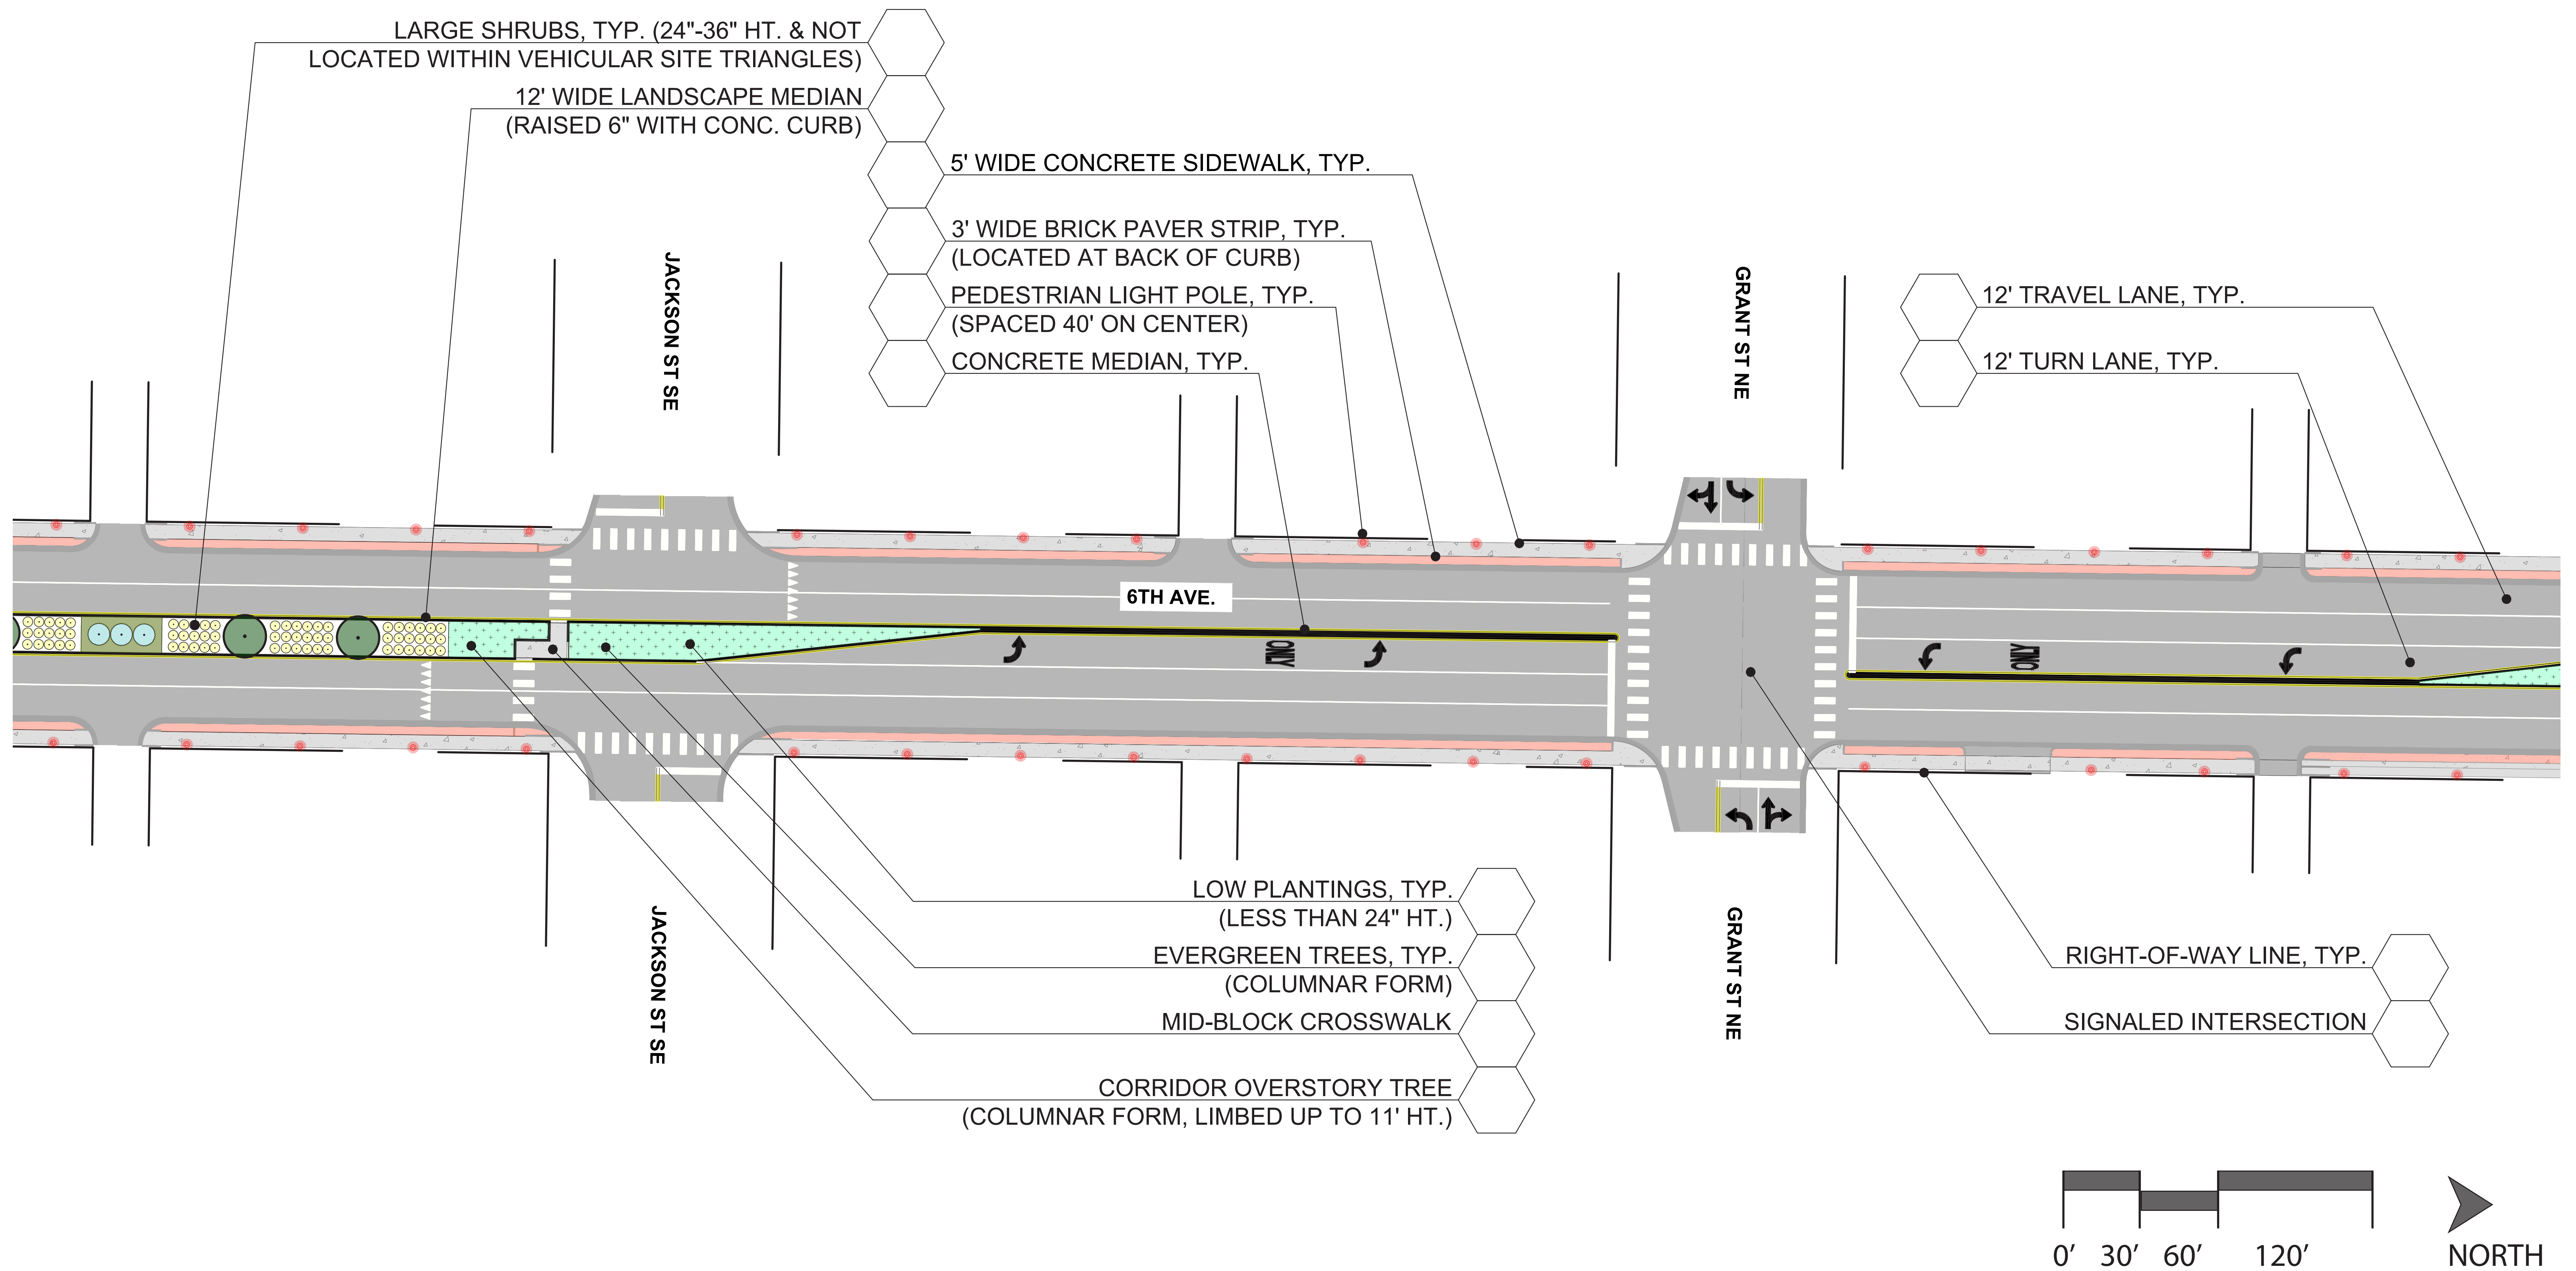 LARGE SHRUBS, TYP. (24"-36" HT. & NOT
LOCATED WITHIN VEHICULAR SITE TRIANGLES)
12' WIDE LANDSCAPE MEDIAN
(RAISED 6" WITH CONC. CURB)
5' WIDE CONCRETE SIDEWALK, TYP.
3' WIDE BRICK PAVER STRIP, TYP.
(LOCATED AT BACK OF CURB)
PEDESTRIAN LIGHT POLE, TYP.
(SPACED 40' ON CENTER)
CONCRETE MEDIAN, TYP.
JACKSON ST SE
GRANT ST NE
12' TRAVEL LANE, TYP.
12' TURN LANE, TYP.
6TH AVE.
ONLY
ONLY
LOW PLANTINGS, TYP.
(LESS THAN 24" HT.)
EVERGREEN TREES, TYP.
(COLUMNAR FORM)
MID-BLOCK CROSSWALK
CORRIDOR OVERSTORY TREE
(COLUMNAR FORM, LIMBED UP TO 11' HT.)
JACKSON ST SE
GRANT ST NE
RIGHT-OF-WAY LINE, TYP.
SIGNALED INTERSECTION
0' 30' 60' 120'
NORTH